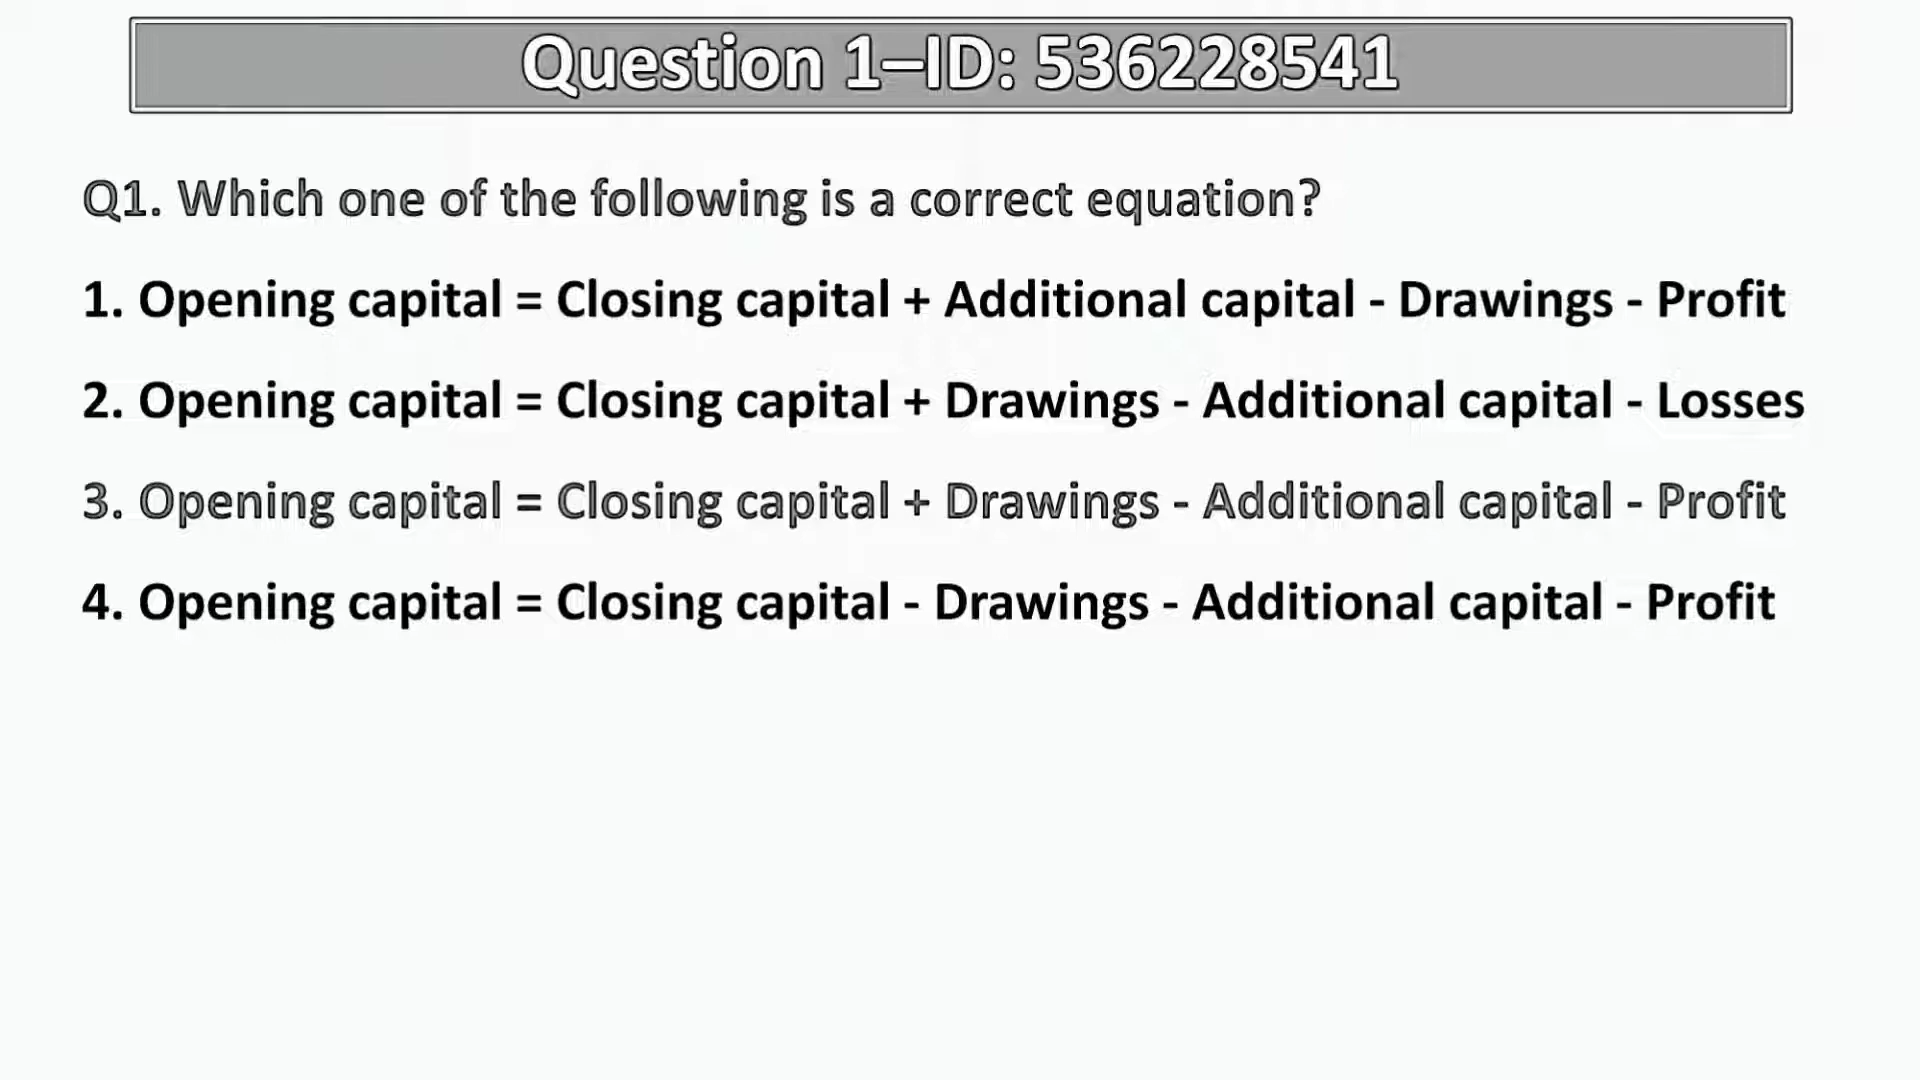 Question 1–ID: 536228541
Q1. Which one of the following is a correct equation?
1. Opening capital = Closing capital + Additional capital - Drawings - Profit
2. Opening capital = Closing capital + Drawings - Additional capital - Losses
3. Opening capital = Closing capital + Drawings - Additional capital - Profit
4. Opening capital = Closing capital - Drawings - Additional capital - Profit